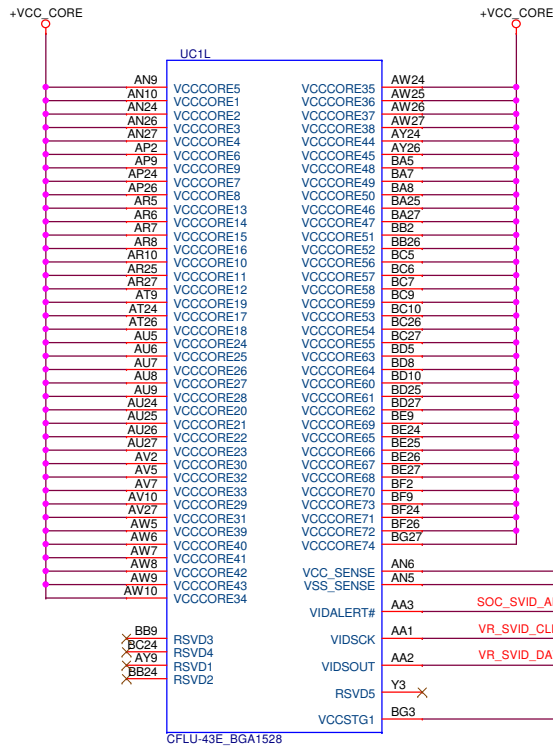 +VCC_CORE
+VCC_CORE
UC1L
AN9 VCCCORE5 VCCCORE35 AW24
AN10 VCCCORE1 VCCCORE36 AW25
AN24 VCCCORE2 VCCCORE37 AW26
AN26 VCCCORE3 VCCCORE38 AW27
AN27 VCCCORE4 VCCCORE44 AY24
AP2 VCCCORE6 VCCCORE45 AY26
AP9 VCCCORE9 VCCCORE48 BA5
AP24 VCCCORE7 VCCCORE49 BA7
AP26 VCCCORE8 VCCCORE50 BA8
AR5 VCCCORE13 VCCCORE46 BA25
AR6 VCCCORE14 VCCCORE47 BA27
AR7 VCCCORE15 VCCCORE51 BB2
AR8 VCCCORE16 VCCCORE52 BB26
AR10 VCCCORE10 VCCCORE56 BC5
AR25 VCCCORE11 VCCCORE57 BC6
AR27 VCCCORE12 VCCCORE58 BC7
AT9 VCCCORE19 VCCCORE59 BC9
AT24 VCCCORE17 VCCCORE53 BC10
AT26 VCCCORE18 VCCCORE54 BC26
AU5 VCCCORE24 VCCCORE55 BC27
AU6 VCCCORE25 VCCCORE63 BD5
AU7 VCCCORE26 VCCCORE64 BD8
AU8 VCCCORE27 VCCCORE60 BD10
AU9 VCCCORE28 VCCCORE61 BD25
AU24 VCCCORE20 VCCCORE62 BD27
AU25 VCCCORE21 VCCCORE69 BE9
AU26 VCCCORE22 VCCCORE65 BE24
AU27 VCCCORE23 VCCCORE66 BE25
AV2 VCCCORE30 VCCCORE67 BE26
AV5 VCCCORE32 VCCCORE68 BE27
AV7 VCCCORE33 VCCCORE70 BF2
AV10 VCCCORE29 VCCCORE73 BF9
AV27 VCCCORE31 VCCCORE71 BF24
AW5 VCCCORE39 VCCCORE72 BF26
AW6 VCCCORE40 VCCCORE74 BG27
AW7 VCCCORE41
AW8 VCCCORE42 VCC_SENSE AN6
AW9 VCCCORE43 VSS_SENSE AN5
AW10 VCCCORE34
VIDALERT# AA3 SOC_SVID_A
BB9 RSVD3 VIDSCK AA1 VR_SVID_CL
BC24 RSVD4
AY9 RSVD1 VIDSOUT AA2 VR_SVID_DA
BB24 RSVD2
RSVD5 Y3
VCCSTG1 BG3
CFLU-43E_BGA1528